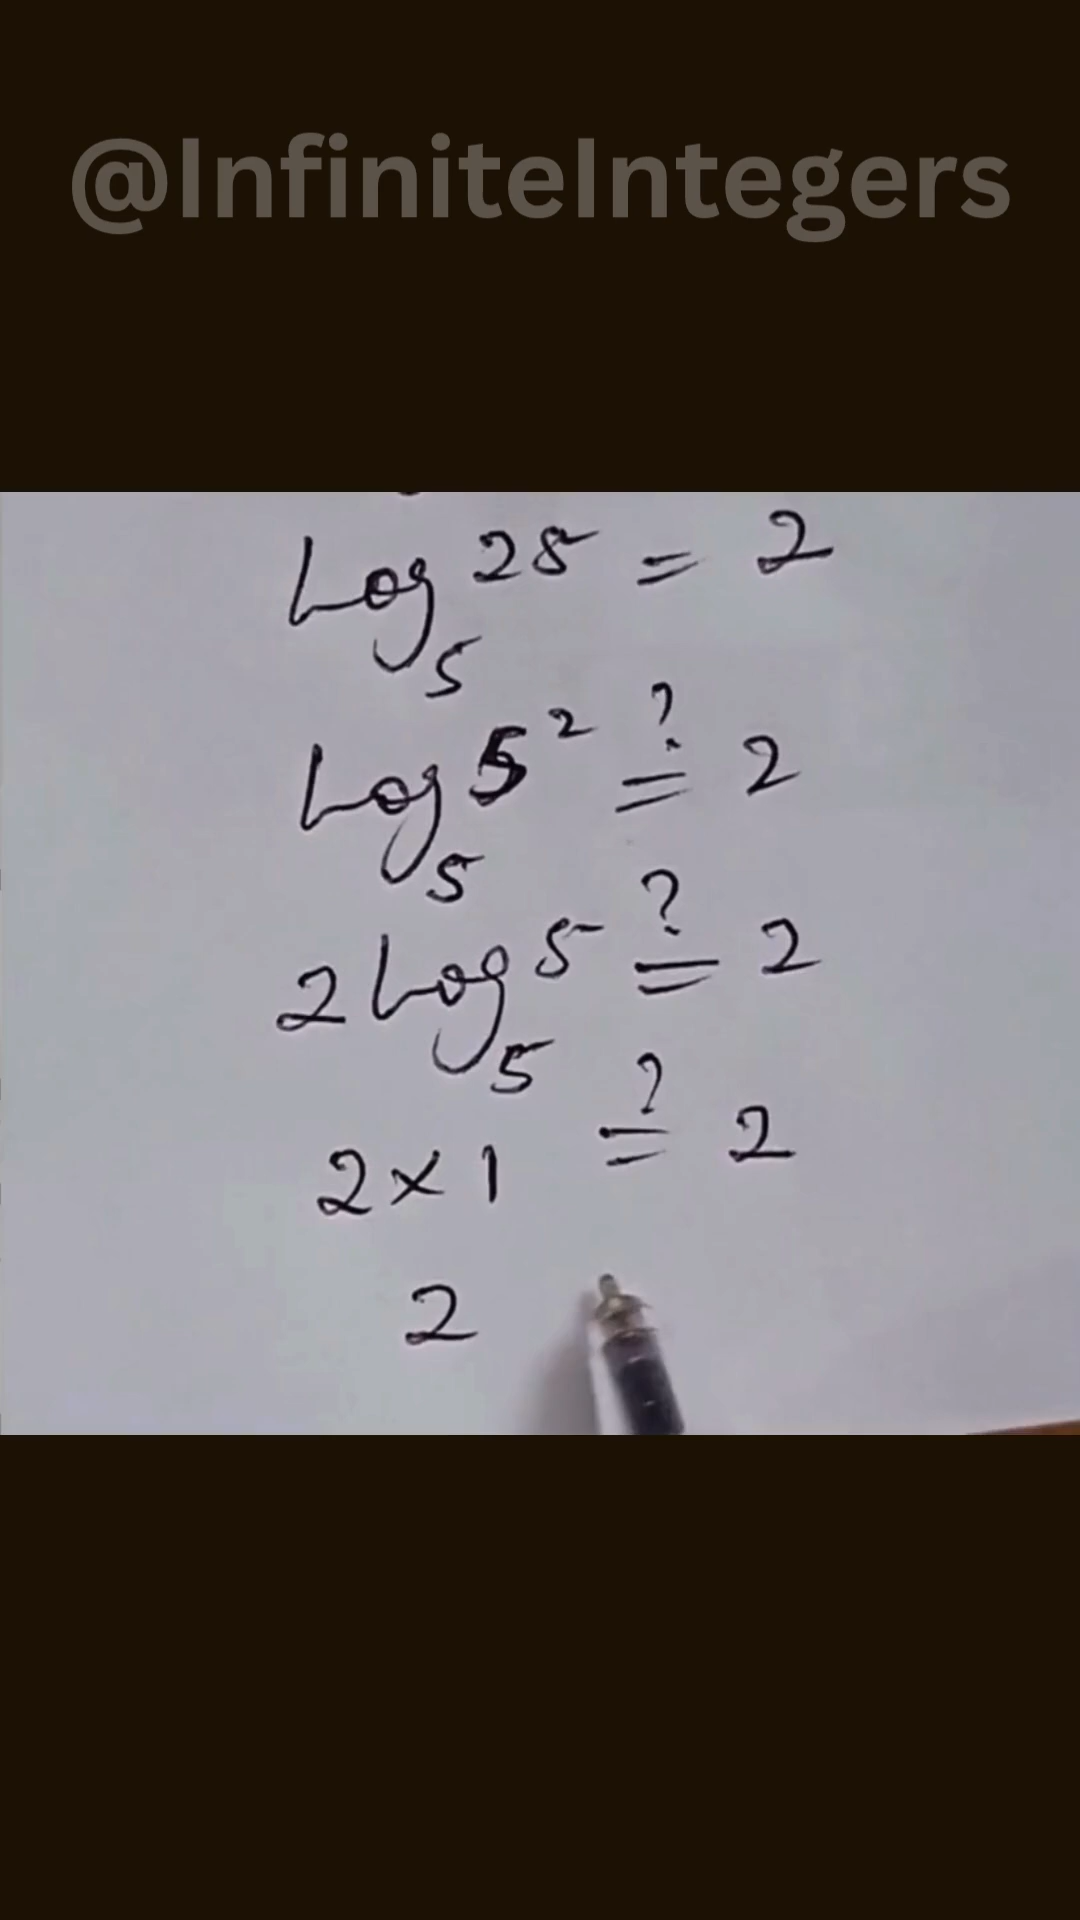 @InfiniteIntegers
Log₅ 25 = 2
Log₅ 5² ≟ 2
2 Log₅ 5 ≟ 2
2 × 1 ≟ 2
2